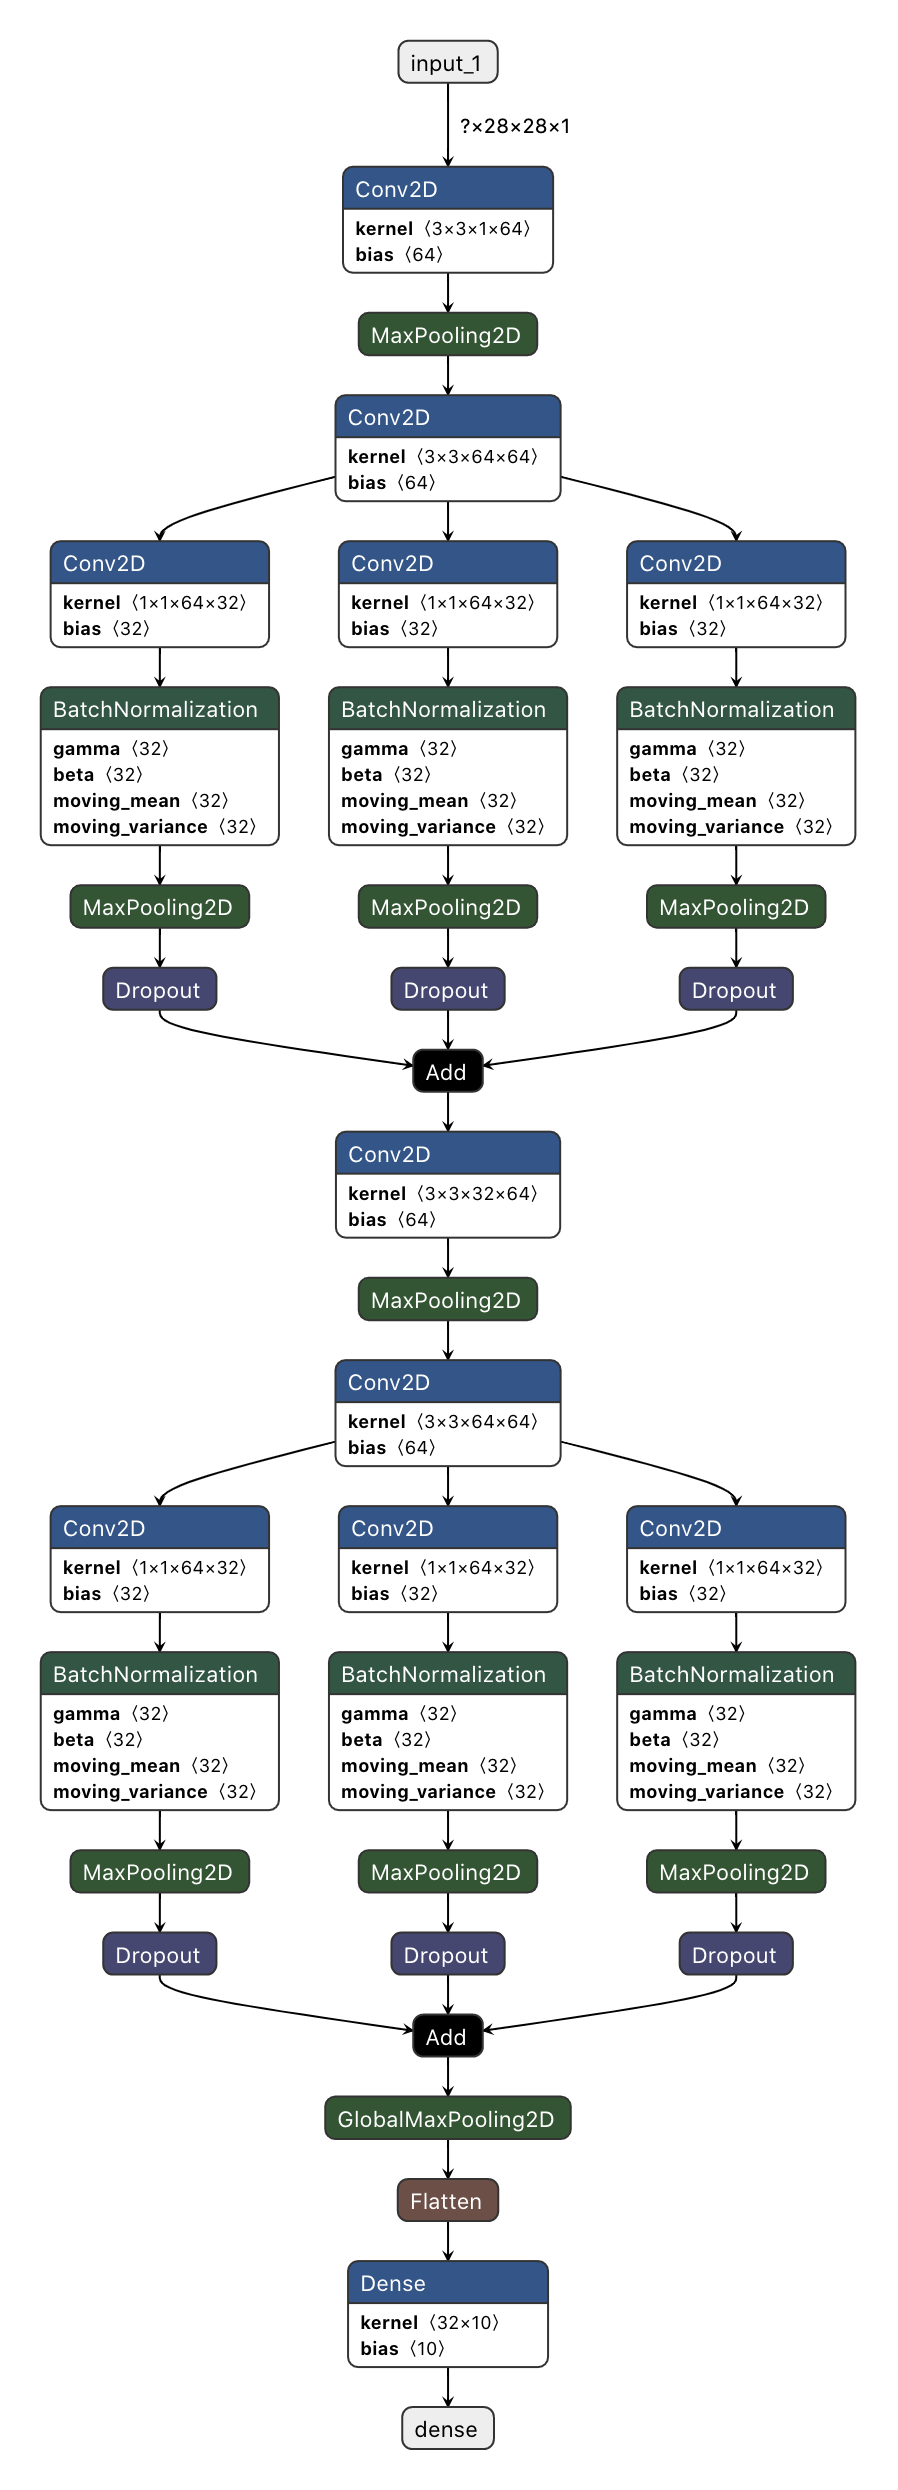 input_1
?×28×28×1
Conv2D
kernel ⟨3×3×1×64⟩
bias ⟨64⟩
MaxPooling2D
Conv2D
kernel ⟨3×3×64×64⟩
bias ⟨64⟩
Conv2D
kernel ⟨1×1×64×32⟩
bias ⟨32⟩
Conv2D
kernel ⟨1×1×64×32⟩
bias ⟨32⟩
Conv2D
kernel ⟨1×1×64×32⟩
bias ⟨32⟩
BatchNormalization
gamma ⟨32⟩
beta ⟨32⟩
moving_mean ⟨32⟩
moving_variance ⟨32⟩
BatchNormalization
gamma ⟨32⟩
beta ⟨32⟩
moving_mean ⟨32⟩
moving_variance ⟨32⟩
BatchNormalization
gamma ⟨32⟩
beta ⟨32⟩
moving_mean ⟨32⟩
moving_variance ⟨32⟩
MaxPooling2D
MaxPooling2D
MaxPooling2D
Dropout
Dropout
Dropout
Add
Conv2D
kernel ⟨3×3×32×64⟩
bias ⟨64⟩
MaxPooling2D
Conv2D
kernel ⟨3×3×64×64⟩
bias ⟨64⟩
Conv2D
kernel ⟨1×1×64×32⟩
bias ⟨32⟩
Conv2D
kernel ⟨1×1×64×32⟩
bias ⟨32⟩
Conv2D
kernel ⟨1×1×64×32⟩
bias ⟨32⟩
BatchNormalization
gamma ⟨32⟩
beta ⟨32⟩
moving_mean ⟨32⟩
moving_variance ⟨32⟩
BatchNormalization
gamma ⟨32⟩
beta ⟨32⟩
moving_mean ⟨32⟩
moving_variance ⟨32⟩
BatchNormalization
gamma ⟨32⟩
beta ⟨32⟩
moving_mean ⟨32⟩
moving_variance ⟨32⟩
MaxPooling2D
MaxPooling2D
MaxPooling2D
Dropout
Dropout
Dropout
Add
GlobalMaxPooling2D
Flatten
Dense
kernel ⟨32×10⟩
bias ⟨10⟩
dense